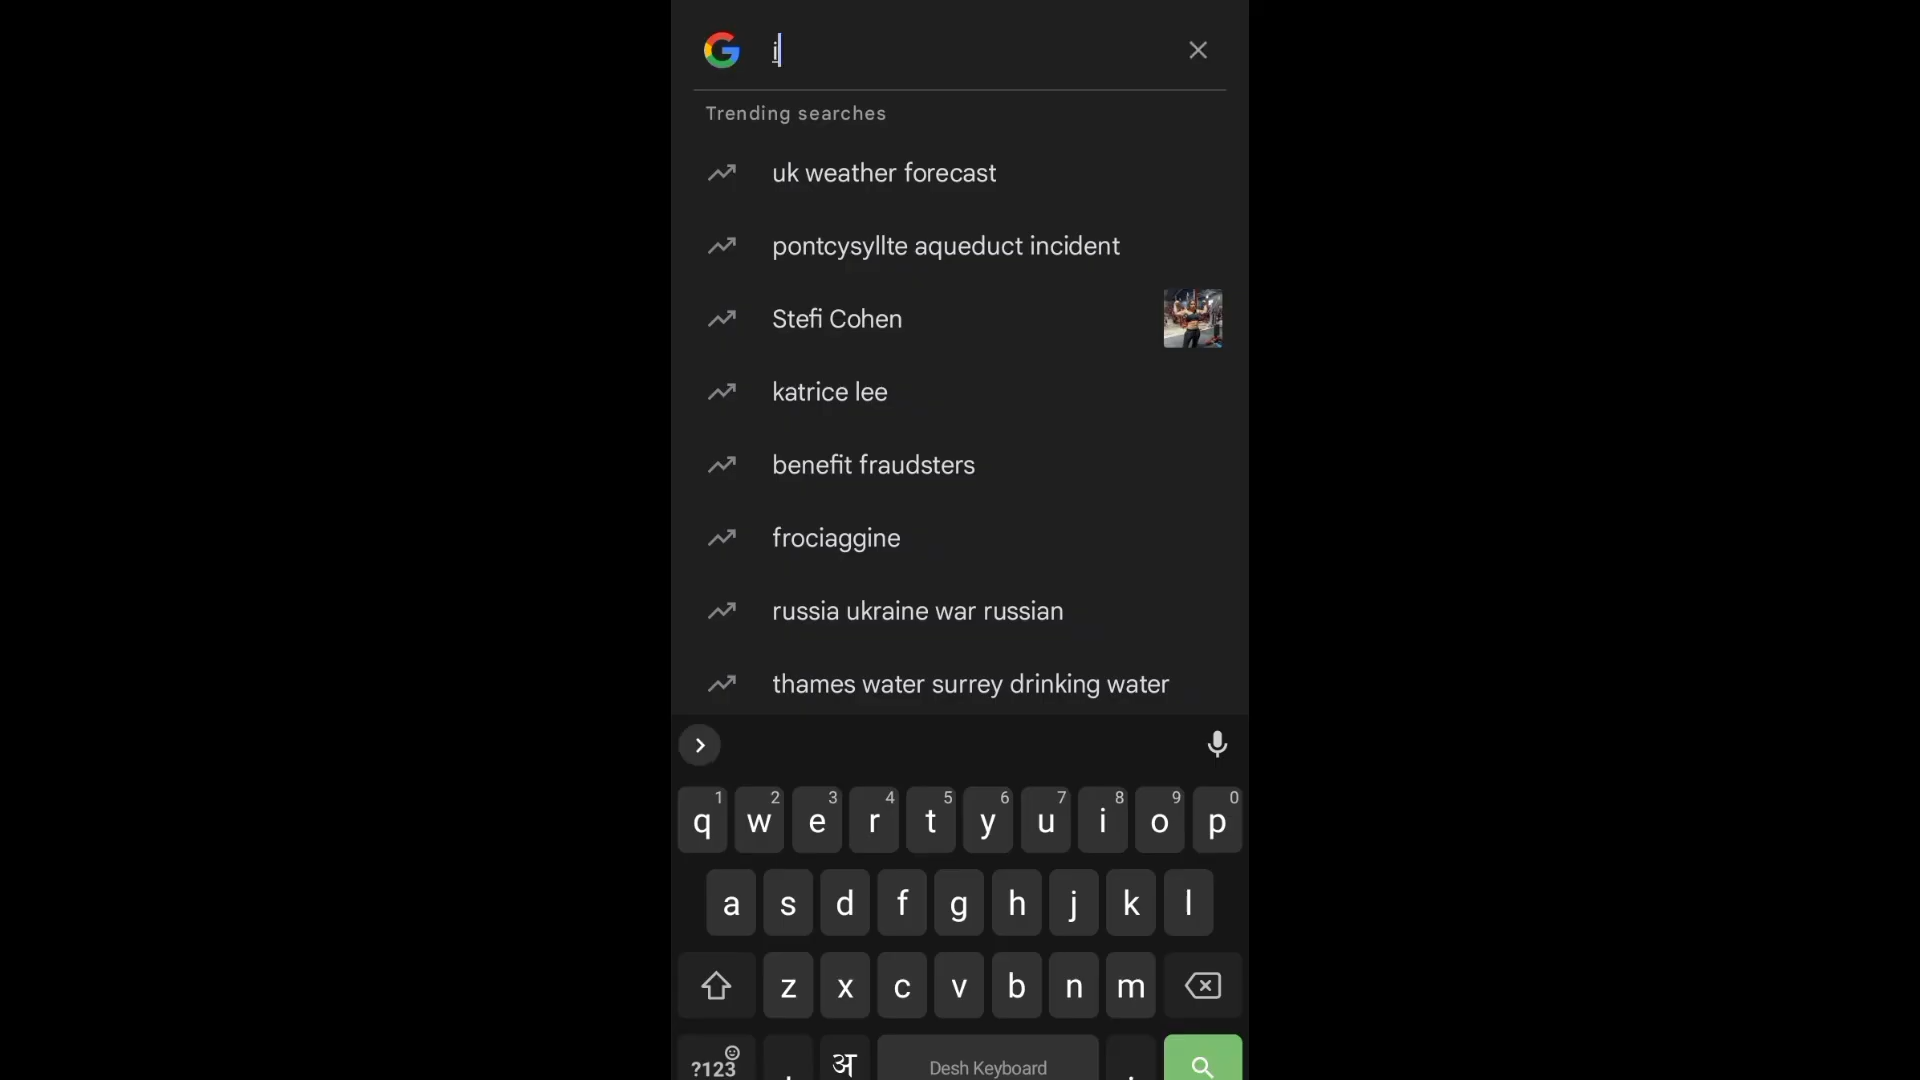 i
Trending searches
uk weather forecast
pontcysyllte aqueduct incident
Stefi Cohen
katrice lee
benefit fraudsters
frociaggine
russia ukraine war russian
thames water surrey drinking water
1 2 3 4 5 6 7 8 9 0
q w e r t y u i o p
a s d f g h j k l
z x c v b n m
?123 , अ Desh Keyboard .